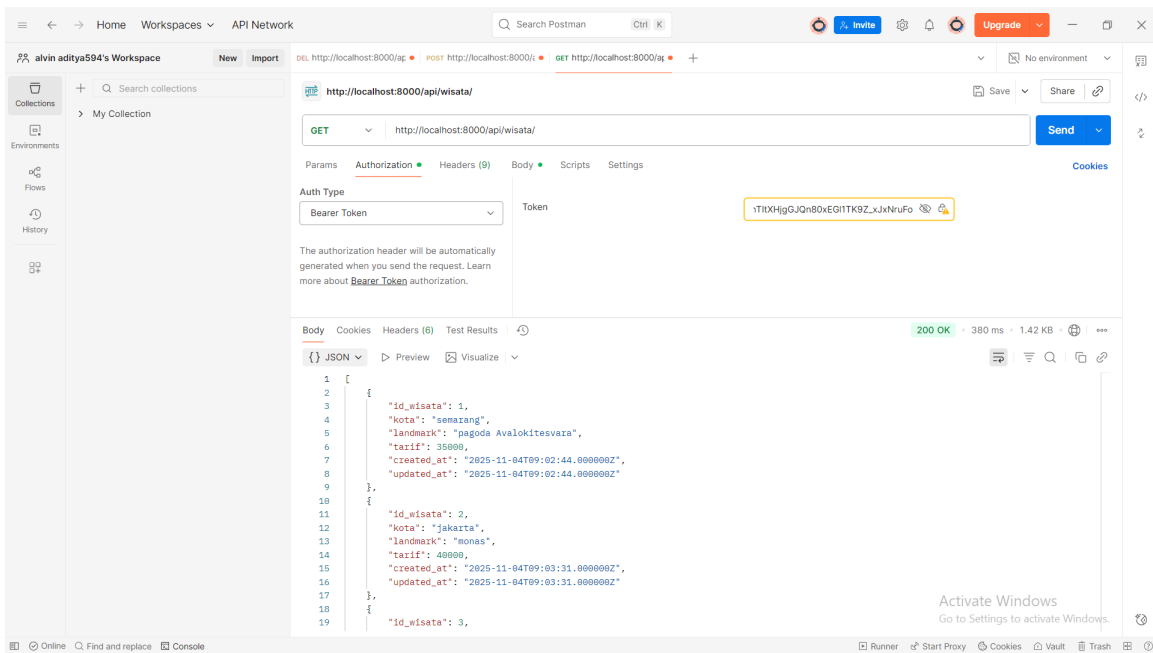 Home Workspaces API Network Search Postman Ctrl K Invite Upgrade
alvin aditya594's Workspace New Import DEL http://localhost:8000/ap POST http://localhost:8000/a GET http://localhost:8000/ap No environment
Collections
Search collections
My Collection
Environments
Flows
History
HTTP http://localhost:8000/api/wisata/ Save Share
GET http://localhost:8000/api/wisata/ Send
Params Authorization Headers (9) Body Scripts Settings Cookies
Auth Type
Bearer Token
Token
The authorization header will be automatically
generated when you send the request. Learn
more about Bearer Token authorization.
Body Cookies Headers (6) Test Results 200 OK 380 ms 1.42 KB
{} JSON Preview Visualize
1 [
2 {
3 "id_wisata": 1,
4 "kota": "semarang",
5 "landmark": "pagoda Avalokitesvara",
6 "tarif": 35000,
7 "created_at": "2025-11-04T09:02:44.000000Z",
8 "updated_at": "2025-11-04T09:02:44.000000Z"
9 },
10 {
11 "id_wisata": 2,
12 "kota": "jakarta",
13 "landmark": "monas",
14 "tarif": 40000,
15 "created_at": "2025-11-04T09:03:31.000000Z",
16 "updated_at": "2025-11-04T09:03:31.000000Z"
17 },
18 {
19 "id_wisata": 3,
Activate Windows
Go to Settings to activate Windows.
Online Find and replace Console Runner Start Proxy Cookies Vault Trash